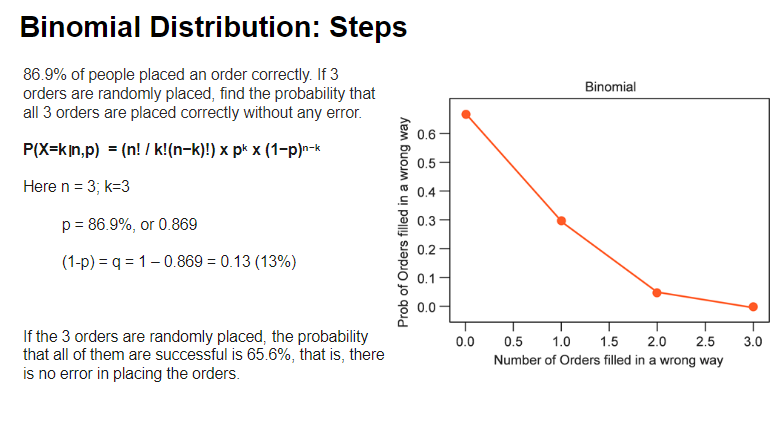 Binomial Distribution: Steps
86.9% of people placed an order correctly. If 3
orders are randomly placed, find the probability that
all 3 orders are placed correctly without any error.
P(X=k|n,p) = (n! / k!(n−k)!) x pᵏ x (1−p)ⁿ⁻ᵏ
Here n = 3; k=3
p = 86.9%, or 0.869
(1-p) = q = 1 – 0.869 = 0.13 (13%)
If the 3 orders are randomly placed, the probability
that all of them are successful is 65.6%, that is, there
is no error in placing the orders.
Binomial
Prob of Orders filled in a wrong way
0.6
0.5
0.4
0.3
0.2
0.1
0.0
0.0 0.5 1.0 1.5 2.0 2.5 3.0
Number of Orders filled in a wrong way